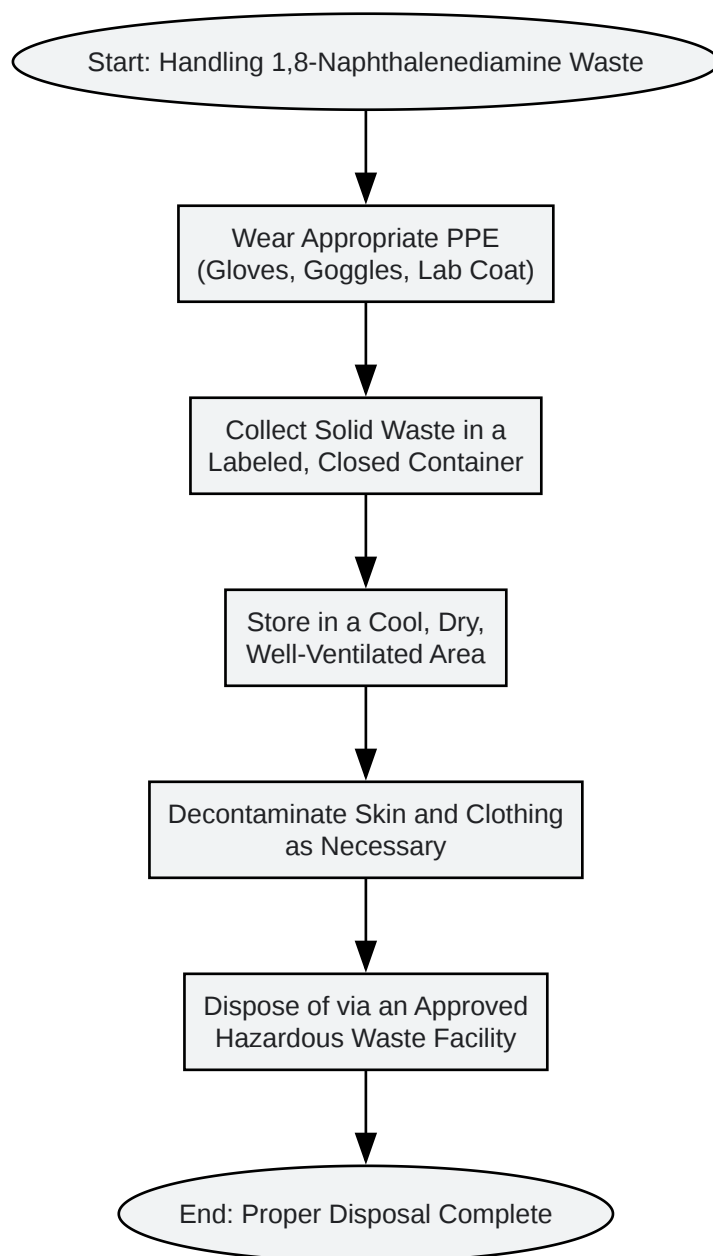 Start: Handling 1,8-Naphthalenediamine Waste
Wear Appropriate PPE
(Gloves, Goggles, Lab Coat)
Collect Solid Waste in a
Labeled, Closed Container
Store in a Cool, Dry,
Well-Ventilated Area
Decontaminate Skin and Clothing
as Necessary
Dispose of via an Approved
Hazardous Waste Facility
End: Proper Disposal Complete